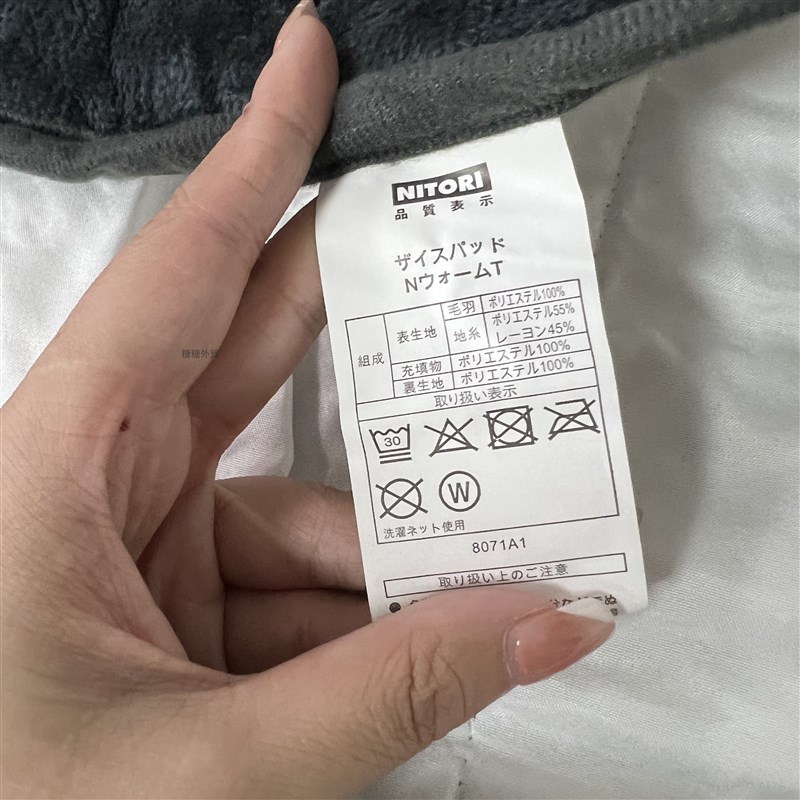 NITORI
品質表示
ザイスパッド
NウォームT
組成 表生地 毛羽 ポリエステル100%
地糸 ポリエステル55%
レーヨン45%
充填物 ポリエステル100%
裏生地 ポリエステル100%
取り扱い表示
30
W
洗濯ネット使用
8071A1
取り扱い上のご注意